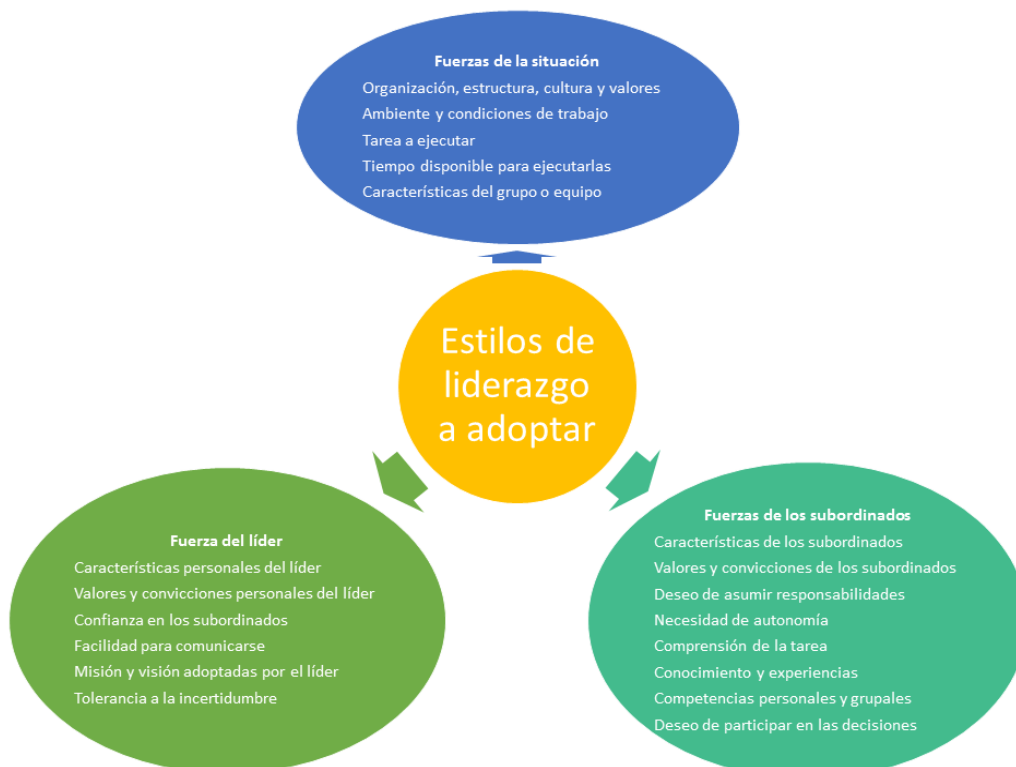 Fuerzas de la situación
Organización, estructura, cultura y valores
Ambiente y condiciones de trabajo
Tarea a ejecutar
Tiempo disponible para ejecutarlas
Características del grupo o equipo
Estilos de
liderazgo
a adoptar
Fuerza del líder
Características personales del líder
Valores y convicciones personales del líder
Confianza en los subordinados
Facilidad para comunicarse
Misión y visión adoptadas por el líder
Tolerancia a la incertidumbre
Fuerzas de los subordinados
Características de los subordinados
Valores y convicciones de los subordinados
Deseo de asumir responsabilidades
Necesidad de autonomía
Comprensión de la tarea
Conocimiento y experiencias
Competencias personales y grupales
Deseo de participar en las decisiones